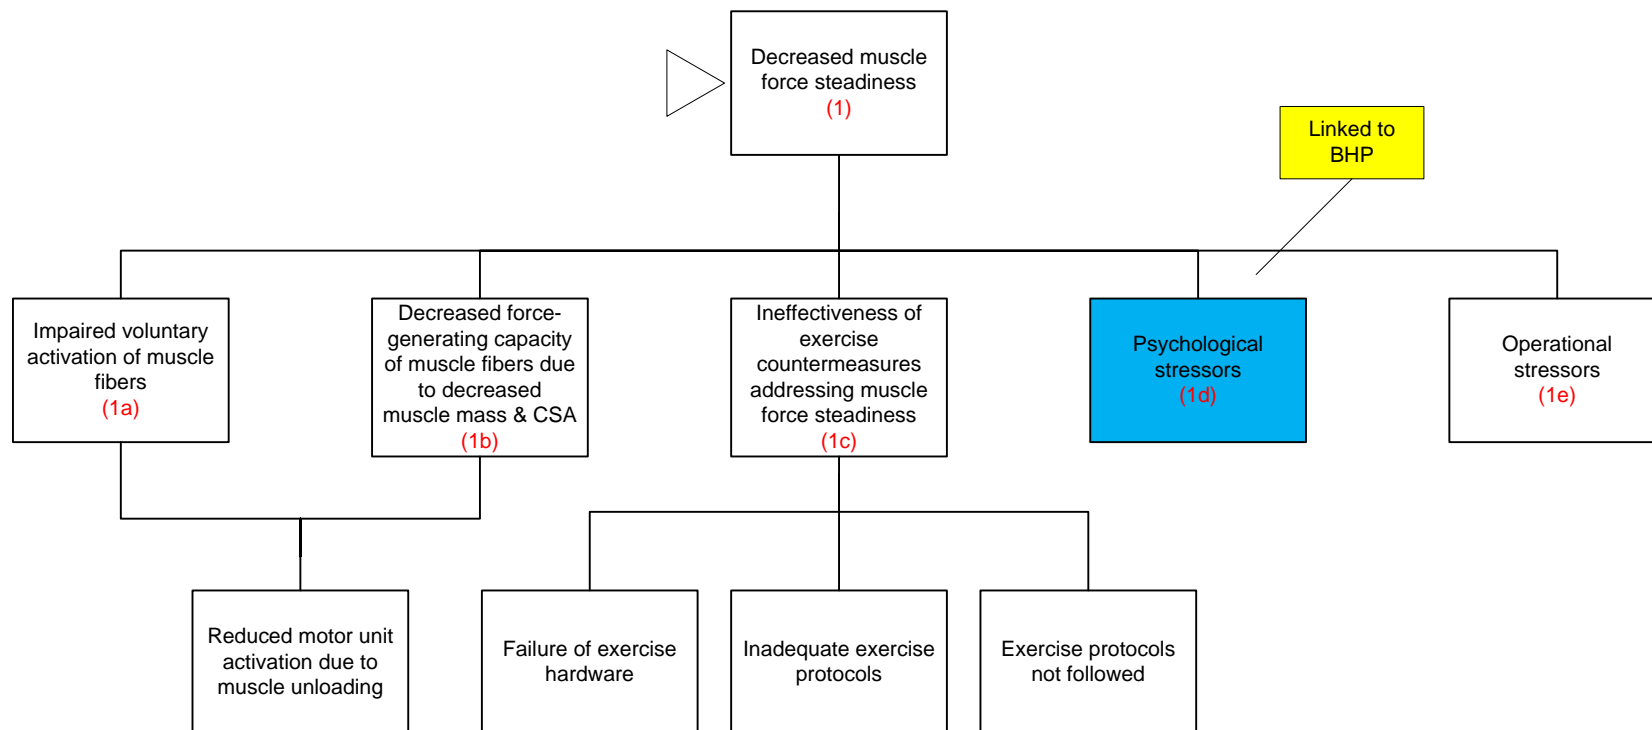 Decreased muscle
force steadiness
(1)
Linked to
BHP
Impaired voluntary
activation of muscle
fibers
(1a)
Decreased force-
generating capacity
of muscle fibers due
to decreased
muscle mass & CSA
(1b)
Ineffectiveness of
exercise
countermeasures
addressing muscle
force steadiness
(1c)
Psychological
stressors
(1d)
Operational
stressors
(1e)
Reduced motor unit
activation due to
muscle unloading
Failure of exercise
hardware
Inadequate exercise
protocols
Exercise protocols
not followed